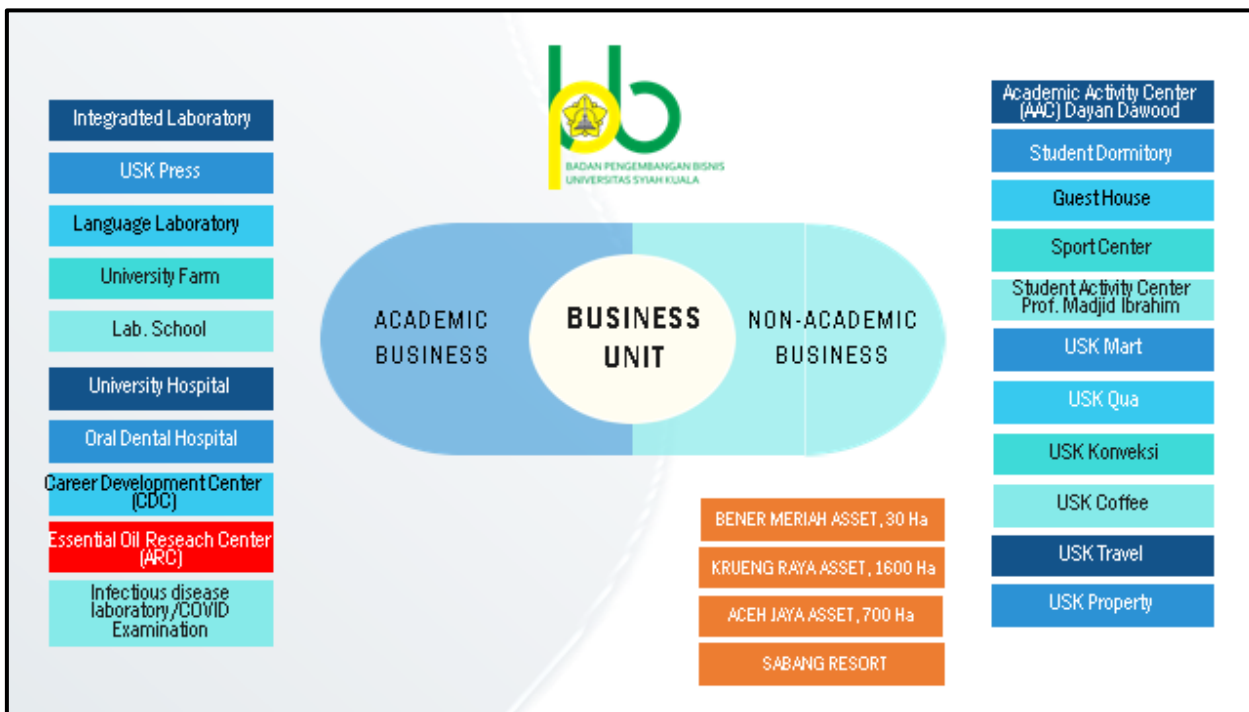 BADAN PENGEMBANGAN BISNIS
UNIVERSITAS SYIAH KUALA
Integradted Laboratory
USK Press
Language Laboratory
University Farm
Lab. School
University Hospital
Oral Dental Hospital
Career Development Center
(CDC)
Essential Oil Reseach Center
(ARC)
Infectious disease
laboratory/COVID
Examination
ACADEMIC
BUSINESS
BUSINESS
UNIT
NON-ACADEMIC
BUSINESS
BENER MERIAH ASSET, 30 Ha
KRUENG RAYA ASSET, 1600 Ha
ACEH JAYA ASSET, 700 Ha
SABANG RESORT
Academic Activity Center
(AAC) Dayan Dawood
Student Dormitory
Guest House
Sport Center
Student Activity Center
Prof. Madjid Ibrahim
USK Mart
USK Qua
USK Konveksi
USK Coffee
USK Travel
USK Property